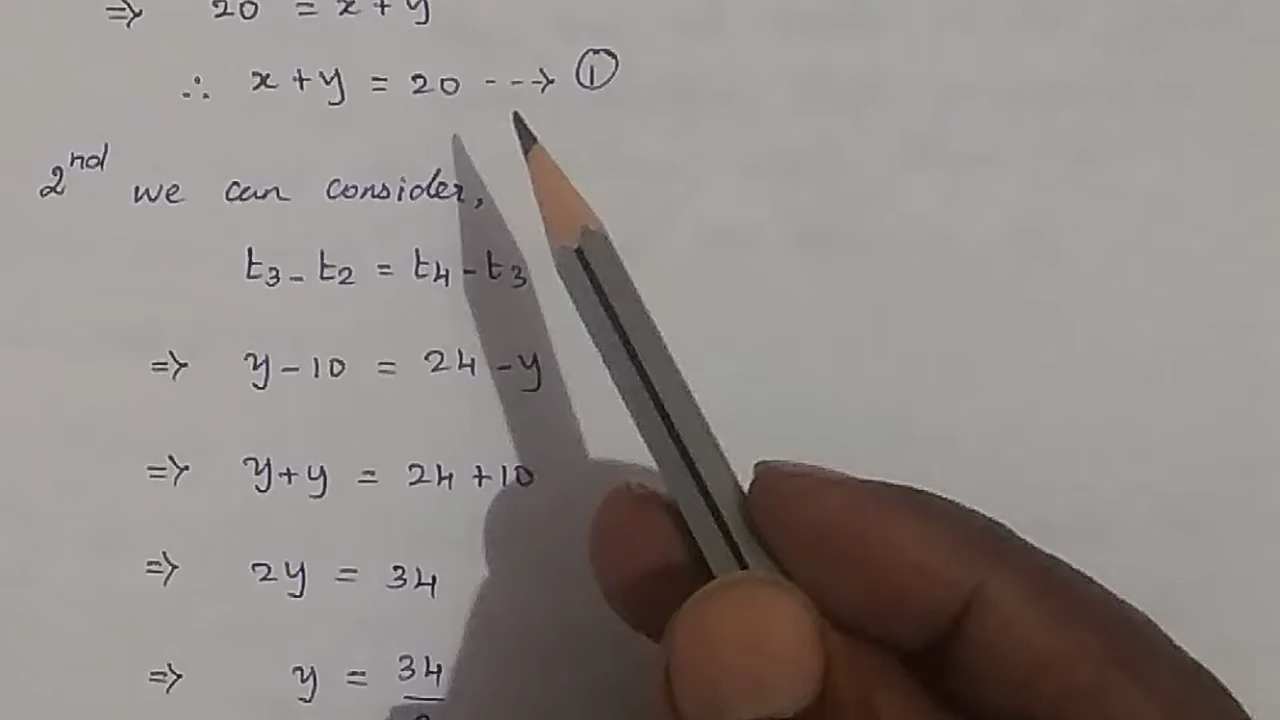 ⇒ 20 = x + y
∴ x + y = 20 ---> ①
2nd we can consider,
t3 - t2 = t4 - t3
⇒ y - 10 = 24 - y
⇒ y + y = 24 + 10
⇒ 2y = 34
⇒ y = 34